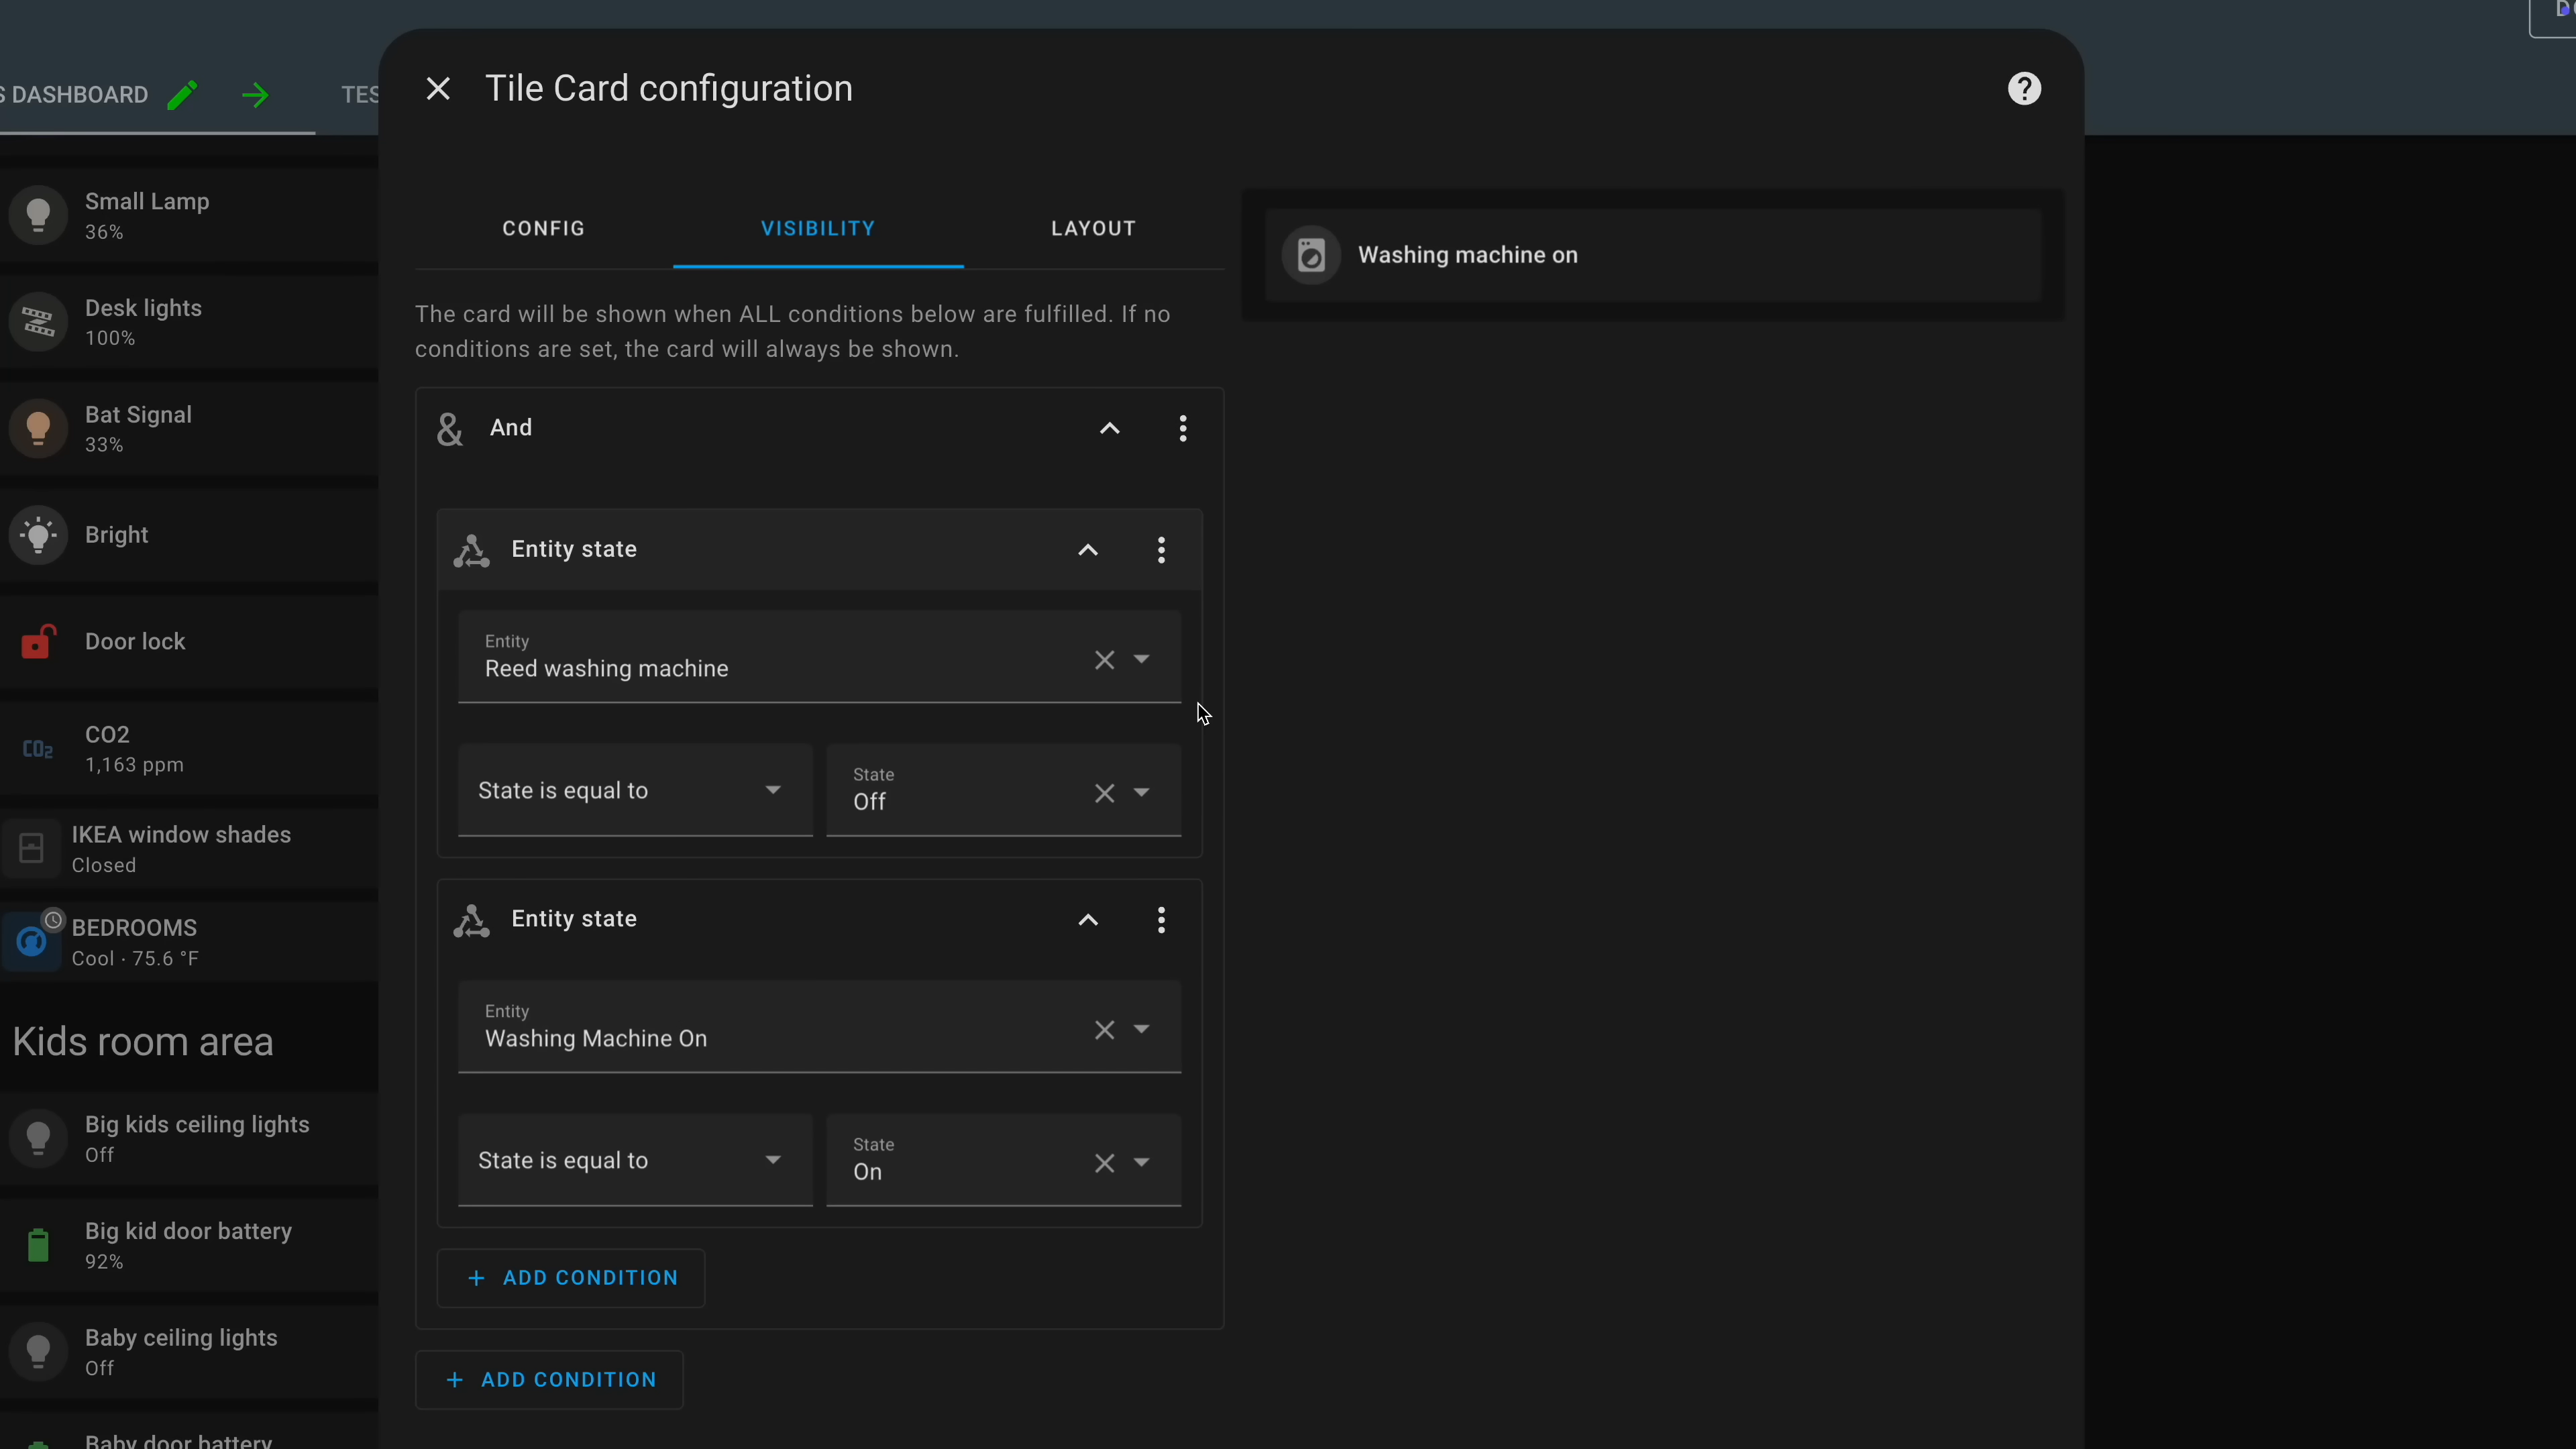 S DASHBOARD
TES
Tile Card configuration
CONFIG
VISIBILITY
LAYOUT
Washing machine on
The card will be shown when ALL conditions below are fulfilled. If no
conditions are set, the card will always be shown.
& And
Entity state
Entity
Reed washing machine
State is equal to
State
Off
Entity state
Entity
Washing Machine On
State is equal to
State
On
+ ADD CONDITION
+ ADD CONDITION
Small Lamp
36%
Desk lights
100%
Bat Signal
33%
Bright
Door lock
CO2
CO2
1,163 ppm
IKEA window shades
Closed
BEDROOMS
Cool · 75.6 °F
Kids room area
Big kids ceiling lights
Off
Big kid door battery
92%
Baby ceiling lights
Off
Baby door battery